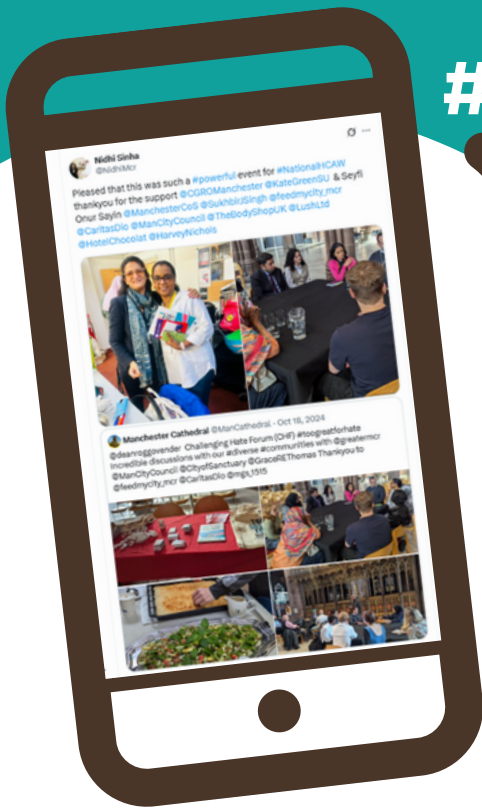 #
Nidhi Sinha
@NidhiMcr
Pleased that this was such a #powerful event for #NationalHCAW
thankyou for the support @CGROManchester @KateGreenSU & Seyfi
Onur Sayin @ManchesterCoS @SukhbirJSingh @feedmycity_mcr
@CaritasDio @ManCityCouncil @TheBodyShopUK @LushLtd
@HotelChocolat @HarveyNichols
Manchester Cathedral @ManCathedral · Oct 18, 2024
@deanroggovender Challenging Hate Forum (CHF) #toogreatforhate
Incredible discussions with our #diverse #communities with @greatermcr
@ManCityCouncil @CityofSanctuary @GraceREThomas Thankyou to
@feedmycity_mcr @CaritasDio @mgs_1515